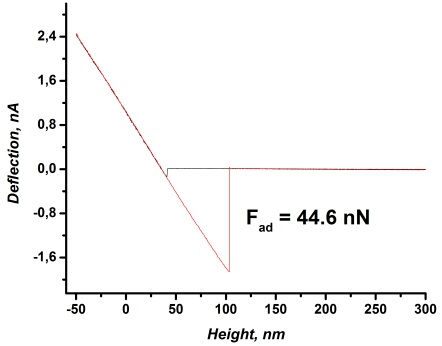 2,4
1,6
0,8
0,0
-0,8
-1,6
Deflection, nA
F_ad = 44.6 nN
-50 0 50 100 150 200 250 300
Height, nm